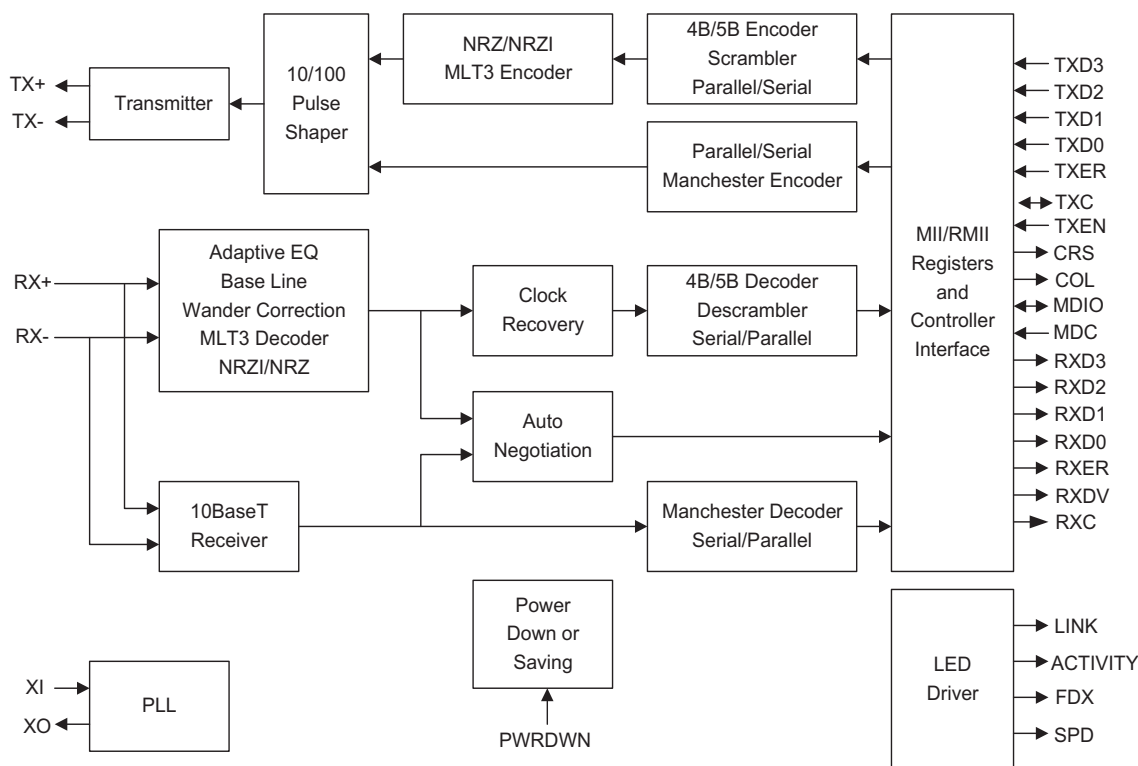 TX+
TX-
Transmitter
10/100
Pulse
Shaper
NRZ/NRZI
MLT3 Encoder
4B/5B Encoder
Scrambler
Parallel/Serial
Parallel/Serial
Manchester Encoder
RX+
RX-
Adaptive EQ
Base Line
Wander Correction
MLT3 Decoder
NRZI/NRZ
Clock
Recovery
4B/5B Decoder
Descrambler
Serial/Parallel
Auto
Negotiation
10BaseT
Receiver
Manchester Decoder
Serial/Parallel
MII/RMII
Registers
and
Controller
Interface
TXD3
TXD2
TXD1
TXD0
TXER
TXC
TXEN
CRS
COL
MDIO
MDC
RXD3
RXD2
RXD1
RXD0
RXER
RXDV
RXC
Power
Down or
Saving
PWRDWN
XI
XO
PLL
LED
Driver
LINK
ACTIVITY
FDX
SPD